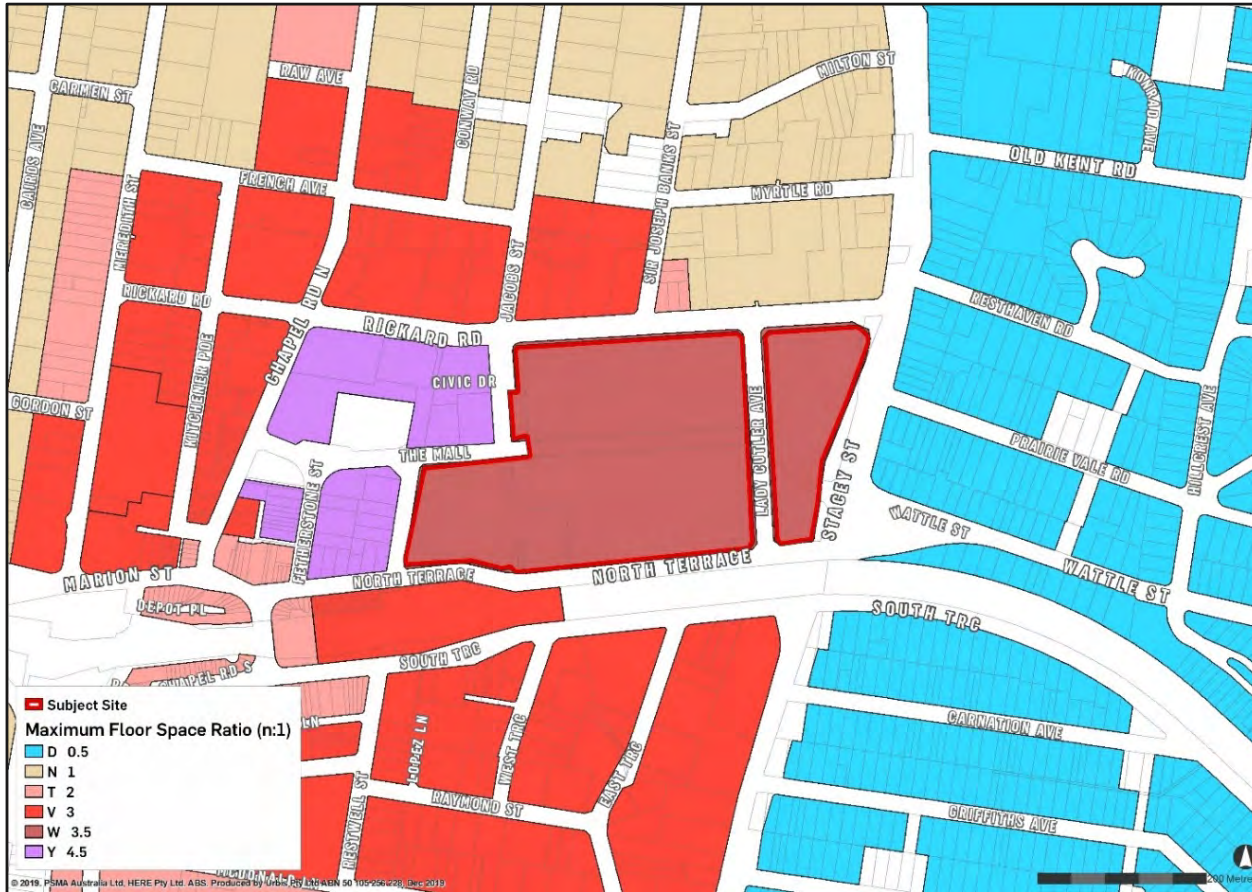 RAW AVE
CARMEN ST
CAIRDS AVE
MEREDITH ST
CONWAY RD
MILTON ST
KONRAD AVE
OLD KENT RD
FRENCH AVE
MYRTLE RD
SIR JOSEPH BANKS ST
JACOBS ST
RICKARD RD
CHAPEL RD N
RICKARD RD
RESTHAVEN RD
CIVIC DR
KITCHENER PDE
GORDON ST
THE MALL
LADY CUTLER AVE
STACEY ST
PRAIRIE VALE RD
HILLCREST AVE
FETHERSTONE ST
WATTLE ST
WATTLE ST
MARION ST
NORTH TERRACE
NORTH TERRACE
DEPOT PL
SOUTH TRC
SOUTH TRC
CHAPEL RD S
LOPEZ LN
WEST TRC
EAST TRC
CARNATION AVE
RAYMOND ST
RESTWELL ST
GRIFFITHS AVE
Subject Site
Maximum Floor Space Ratio (n:1)
D 0.5
N 1
T 2
V 3
W 3.5
Y 4.5
© 2019. PSMA Australia Ltd, HERE Pty Ltd. ABS. Produced by Urbis Pty Ltd ABN 50 105 256 228, Dec 2019
200 Metres